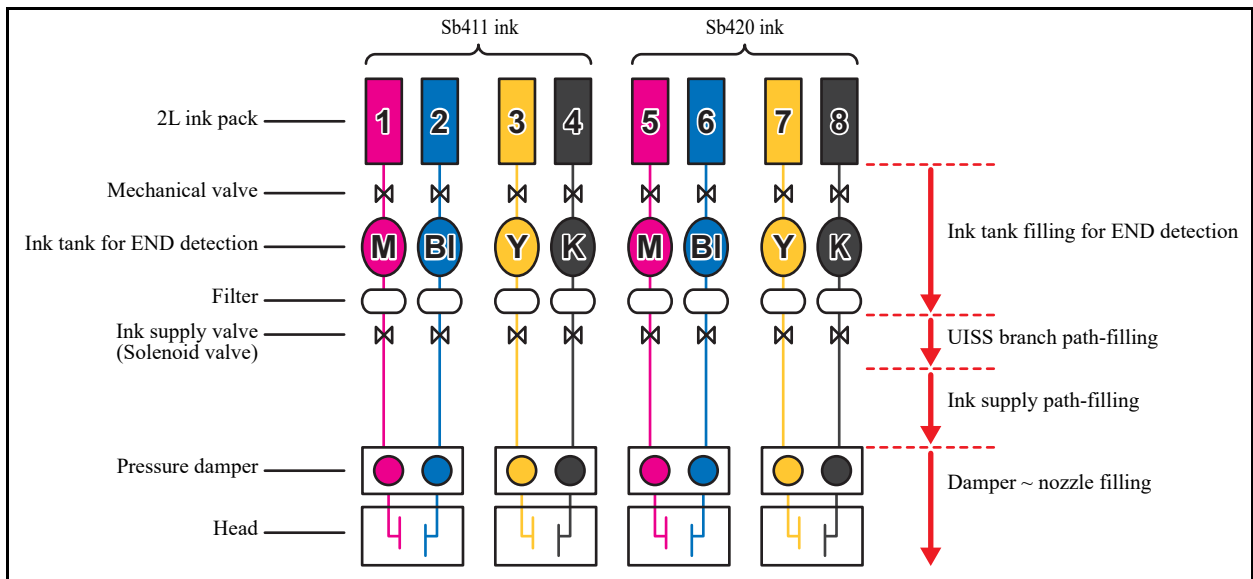 Sb411 ink
Sb420 ink
2L ink pack
1 2 3 4 5 6 7 8
Mechanical valve
Ink tank for END detection
M Bl Y K M Bl Y K
Ink tank filling for END detection
Filter
Ink supply valve
(Solenoid valve)
UISS branch path-filling
Ink supply path-filling
Pressure damper
Damper ~ nozzle filling
Head